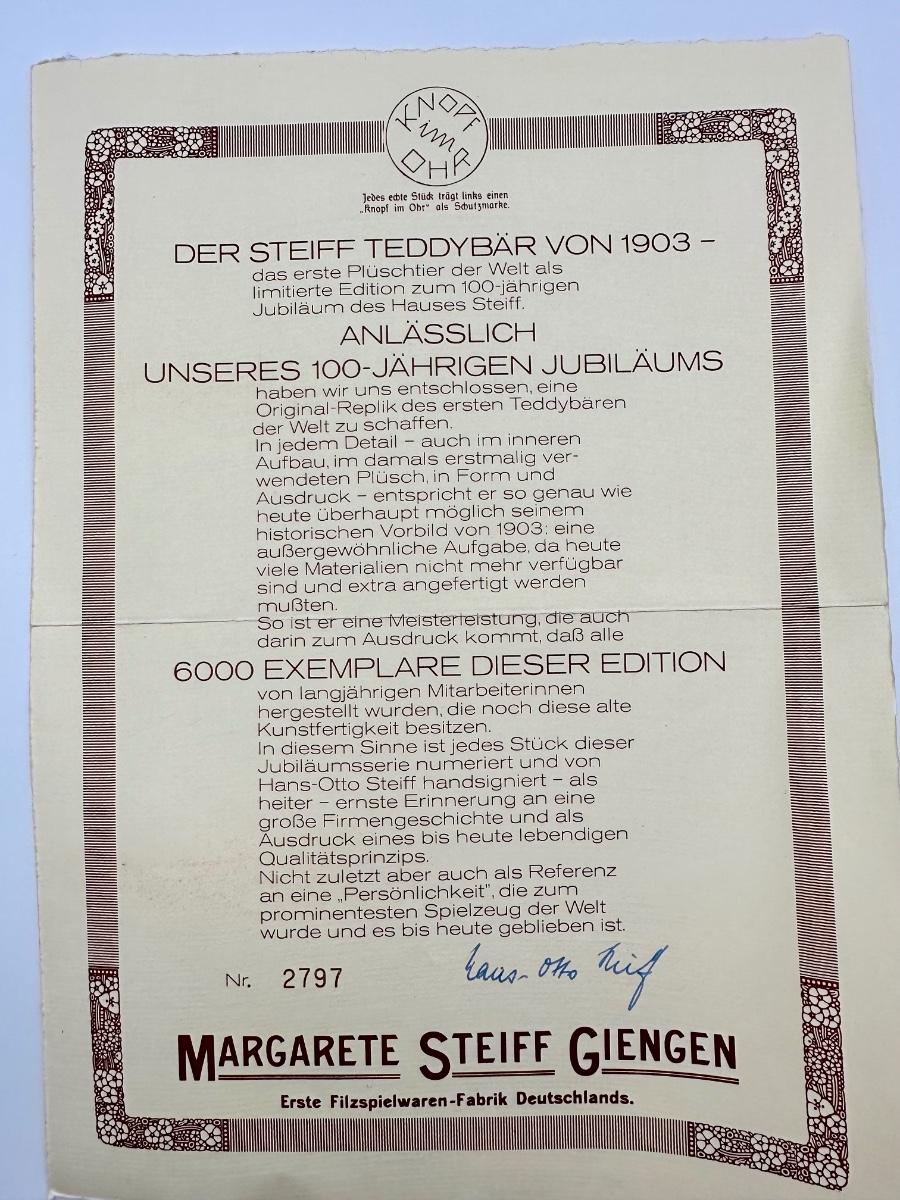 KNOPF
im
OHR
Jedes echte Stück trägt links einen
„Knopf im Ohr" als Schutzmarke.
DER STEIFF TEDDYBÄR VON 1903 –
das erste Plüschtier der Welt als
limitierte Edition zum 100-jährigen
Jubiläum des Hauses Steiff.
ANLÄSSLICH
UNSERES 100-JÄHRIGEN JUBILÄUMS
haben wir uns entschlossen, eine
Original-Replik des ersten Teddybären
der Welt zu schaffen.
In jedem Detail – auch im inneren
Aufbau, im damals erstmalig ver-
wendeten Plüsch, in Form und
Ausdruck – entspricht er so genau wie
heute überhaupt möglich seinem
historischen Vorbild von 1903; eine
außergewöhnliche Aufgabe, da heute
viele Materialien nicht mehr verfügbar
sind und extra angefertigt werden
mußten.
So ist er eine Meisterleistung, die auch
darin zum Ausdruck kommt, daß alle
6000 EXEMPLARE DIESER EDITION
von langjährigen Mitarbeiterinnen
hergestellt wurden, die noch diese alte
Kunstfertigkeit besitzen.
In diesem Sinne ist jedes Stück dieser
Jubiläumsserie numeriert und von
Hans-Otto Steiff handsigniert – als
heiter – ernste Erinnerung an eine
große Firmengeschichte und als
Ausdruck eines bis heute lebendigen
Qualitätsprinzips.
Nicht zuletzt aber auch als Referenz
an eine „Persönlichkeit", die zum
prominentesten Spielzeug der Welt
wurde und es bis heute geblieben ist.
Nr. 2797 Hans-Otto Steiff
MARGARETE STEIFF GIENGEN
Erste Filzspielwaren-Fabrik Deutschlands.